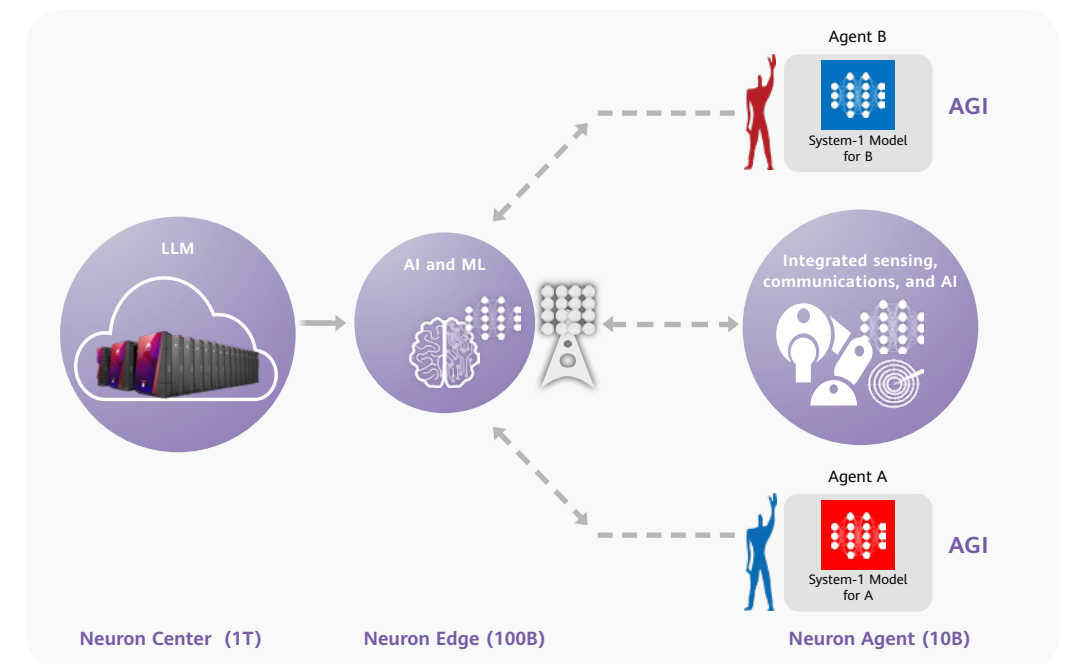 Agent B
AGI
System-1 Model
for B
LLM
AI and ML
Integrated sensing,
communications, and AI
Agent A
AGI
System-1 Model
for A
Neuron Center (1T)
Neuron Edge (100B)
Neuron Agent (10B)